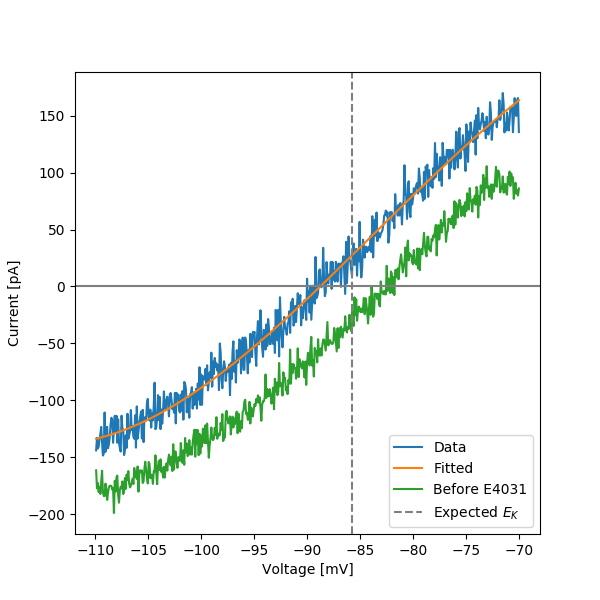 150
100
50
0
−50
−100
−150
−200
Current [pA]
Data
Fitted
Before E4031
Expected E_K
−110 −105 −100 −95 −90 −85 −80 −75 −70
Voltage [mV]